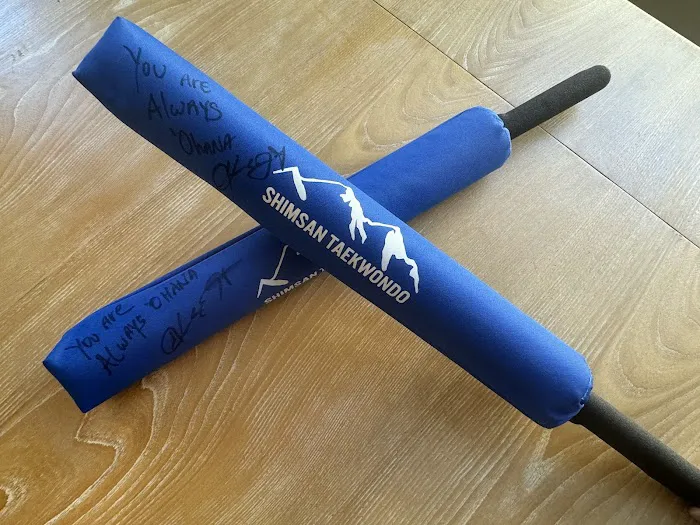 You Are
Always
'Ohana
SHIMSAN TAEKWONDO
You Are
Always 'Ohana
SHIMSAN